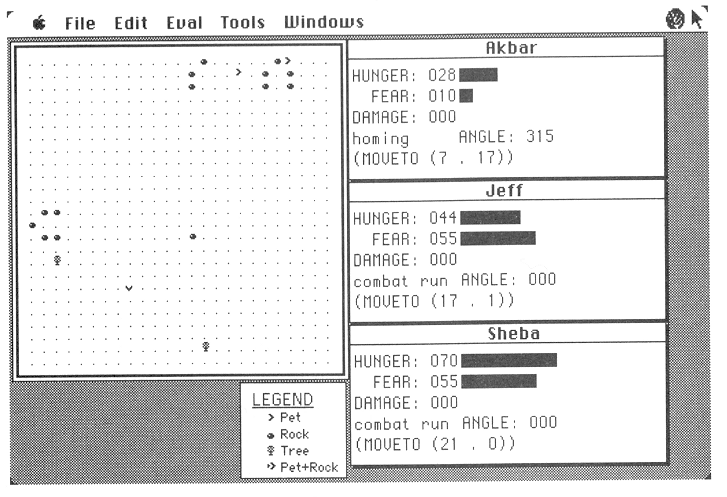 File Edit Eval Tools Windows
Akbar
HUNGER: 028
FEAR: 010
DAMAGE: 000
homing ANGLE: 315
(MOVETO (7 . 17))
Jeff
HUNGER: 044
FEAR: 055
DAMAGE: 000
combat run ANGLE: 000
(MOVETO (17 . 1))
Sheba
HUNGER: 070
FEAR: 055
DAMAGE: 000
combat run ANGLE: 000
(MOVETO (21 . 0))
LEGEND
Pet
Rock
Tree
Pet+Rock